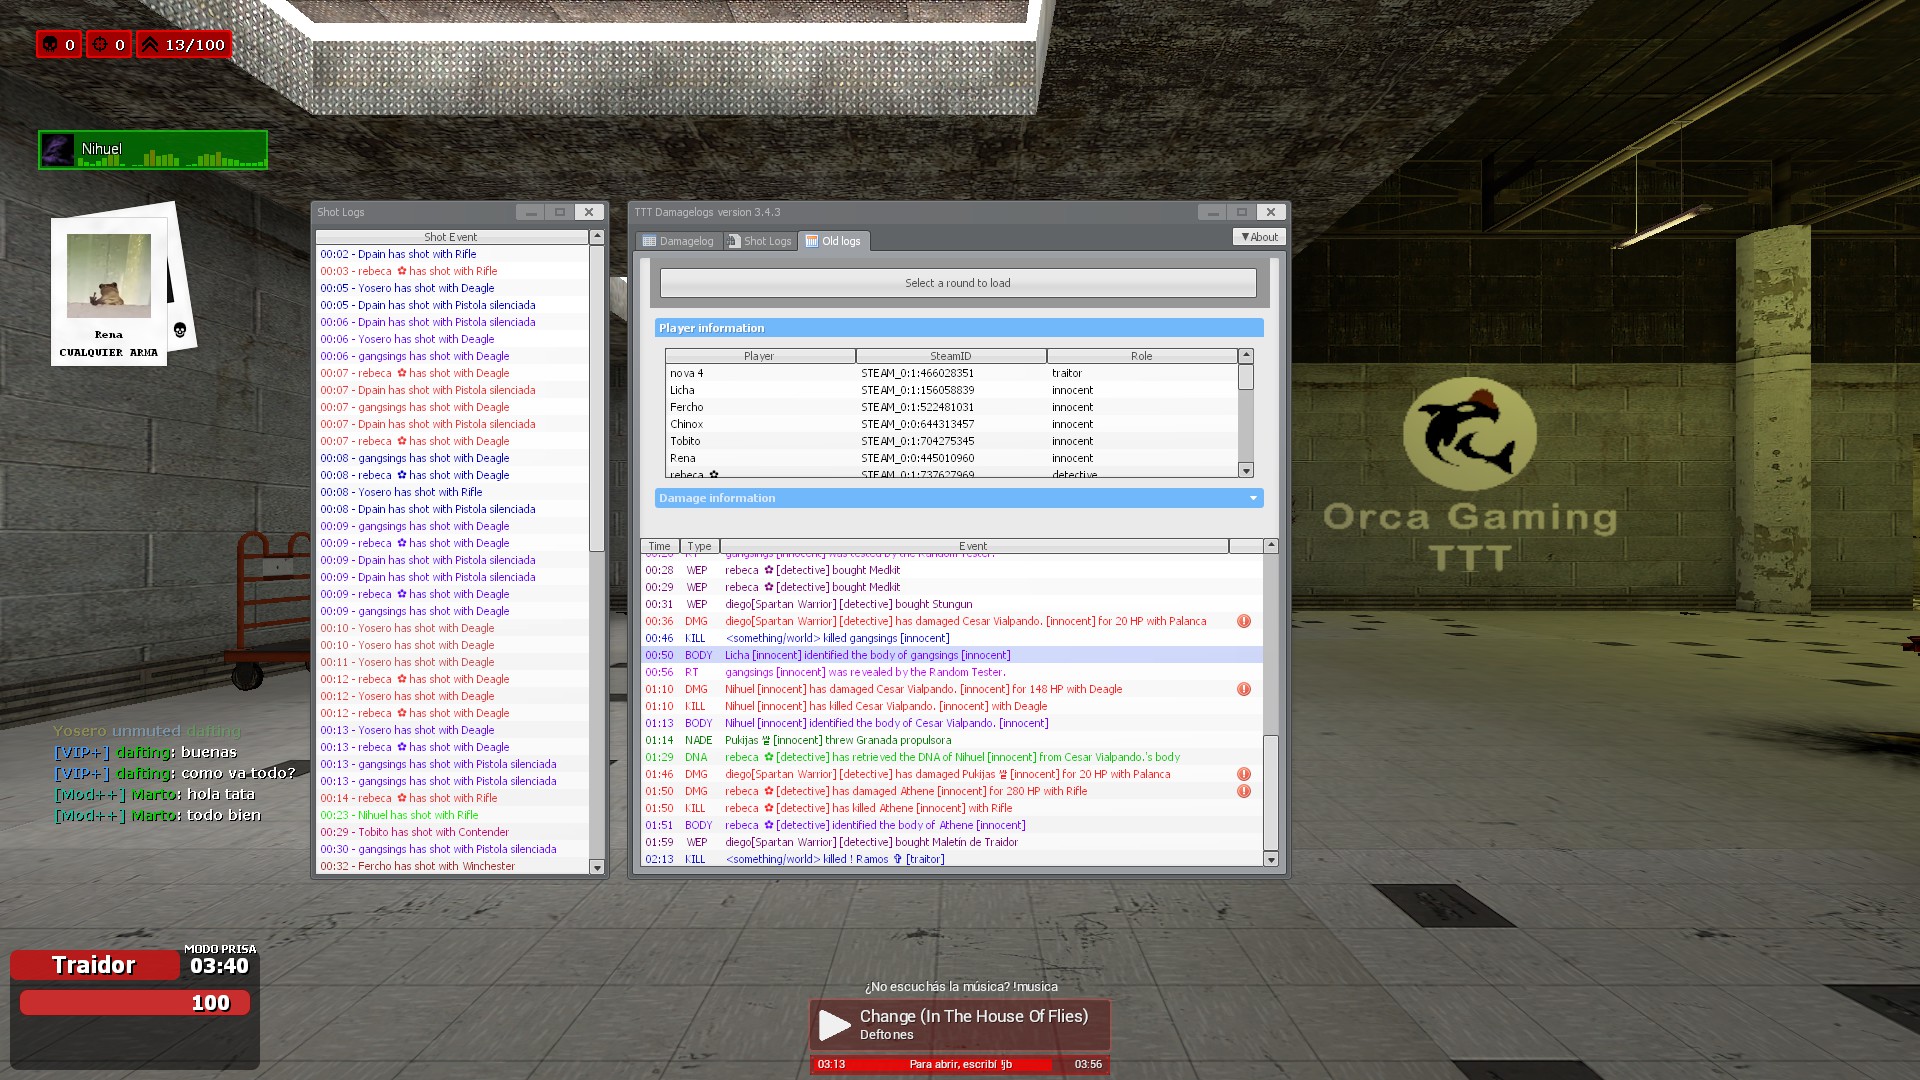 0 0 13/100
Nihuel
Rena
CUALQUIER ARMA
Shot Logs
Shot Event
00:02 - Dpain has shot with Rifle
00:03 - rebeca ✿ has shot with Rifle
00:05 - Yosero has shot with Deagle
00:05 - Dpain has shot with Pistola silenciada
00:06 - Dpain has shot with Pistola silenciada
00:06 - Yosero has shot with Deagle
00:06 - gangsings has shot with Deagle
00:07 - rebeca ✿ has shot with Deagle
00:07 - Dpain has shot with Pistola silenciada
00:07 - gangsings has shot with Deagle
00:07 - Dpain has shot with Pistola silenciada
00:07 - rebeca ✿ has shot with Deagle
00:08 - gangsings has shot with Deagle
00:08 - rebeca ✿ has shot with Deagle
00:08 - Yosero has shot with Rifle
00:08 - Dpain has shot with Pistola silenciada
00:09 - gangsings has shot with Deagle
00:09 - rebeca ✿ has shot with Deagle
00:09 - Dpain has shot with Pistola silenciada
00:09 - Dpain has shot with Pistola silenciada
00:09 - rebeca ✿ has shot with Deagle
00:09 - gangsings has shot with Deagle
00:10 - Yosero has shot with Deagle
00:10 - Yosero has shot with Deagle
00:11 - Yosero has shot with Deagle
00:12 - rebeca ✿ has shot with Deagle
00:12 - Yosero has shot with Deagle
00:12 - rebeca ✿ has shot with Deagle
00:13 - Yosero has shot with Deagle
00:13 - rebeca ✿ has shot with Deagle
00:13 - gangsings has shot with Pistola silenciada
00:13 - gangsings has shot with Pistola silenciada
00:14 - rebeca ✿ has shot with Rifle
00:23 - Nihuel has shot with Rifle
00:29 - Tobito has shot with Contender
00:30 - gangsings has shot with Pistola silenciada
00:32 - Fercho has shot with Winchester
TTT Damagelogs version 3.4.3
Damagelog Shot Logs Old logs ▼About
Select a round to load
Player information
Player SteamID Role
nova 4 STEAM_0:1:466028351 traitor
Licha STEAM_0:1:156058839 innocent
Fercho STEAM_0:1:522481031 innocent
Chinox STEAM_0:0:644313457 innocent
Tobito STEAM_0:1:704275345 innocent
Rena STEAM_0:0:445010960 innocent
rebeca ✿ STEAM_0:1:737627969 detective
Damage information
Time Type Event
RT gangsings [innocent] was tested by the Random Tester.
00:28 WEP rebeca ✿ [detective] bought Medkit
00:29 WEP rebeca ✿ [detective] bought Medkit
00:31 WEP diego[Spartan Warrior] [detective] bought Stungun
00:36 DMG diego[Spartan Warrior] [detective] has damaged Cesar Vialpando. [innocent] for 20 HP with Palanca
00:46 KILL <something/world> killed gangsings [innocent]
00:50 BODY Licha [innocent] identified the body of gangsings [innocent]
00:56 RT gangsings [innocent] was revealed by the Random Tester.
01:10 DMG Nihuel [innocent] has damaged Cesar Vialpando. [innocent] for 148 HP with Deagle
01:10 KILL Nihuel [innocent] has killed Cesar Vialpando. [innocent] with Deagle
01:13 BODY Nihuel [innocent] identified the body of Cesar Vialpando. [innocent]
01:14 NADE Pukijas [innocent] threw Granada propulsora
01:29 DNA rebeca ✿ [detective] has retrieved the DNA of Nihuel [innocent] from Cesar Vialpando.'s body
01:46 DMG diego[Spartan Warrior] [detective] has damaged Pukijas [innocent] for 20 HP with Palanca
01:50 DMG rebeca ✿ [detective] has damaged Athene [innocent] for 280 HP with Rifle
01:50 KILL rebeca ✿ [detective] has killed Athene [innocent] with Rifle
01:51 BODY rebeca ✿ [detective] identified the body of Athene [innocent]
01:59 WEP diego[Spartan Warrior] [detective] bought Maletín de Traidor
02:13 KILL <something/world> killed ! Ramos ✞ [traitor]
Orca Gaming
TTT
Yosero unmuted dafting
[VIP+] dafting: buenas
[VIP+] dafting: como va todo?
[Mod++] Marto: hola tata
[Mod++] Marto: todo bien
MODO PRISA
Traidor 03:40
100
¿No escuchás la música? !musica
Change (In The House Of Flies)
Deftones
03:13 Para abrir, escribí !jb 03:56